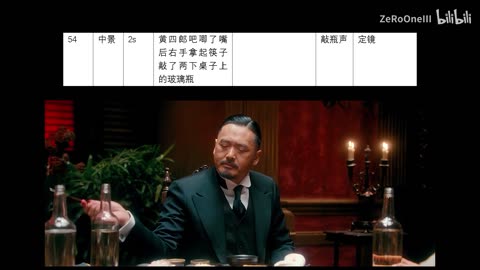 ZeRoOneIII bilibili
54 中景 2s 黄四郎吧唧了嘴 敲瓶声 定镜
后右手拿起筷子
敲了两下桌子上
的玻璃瓶